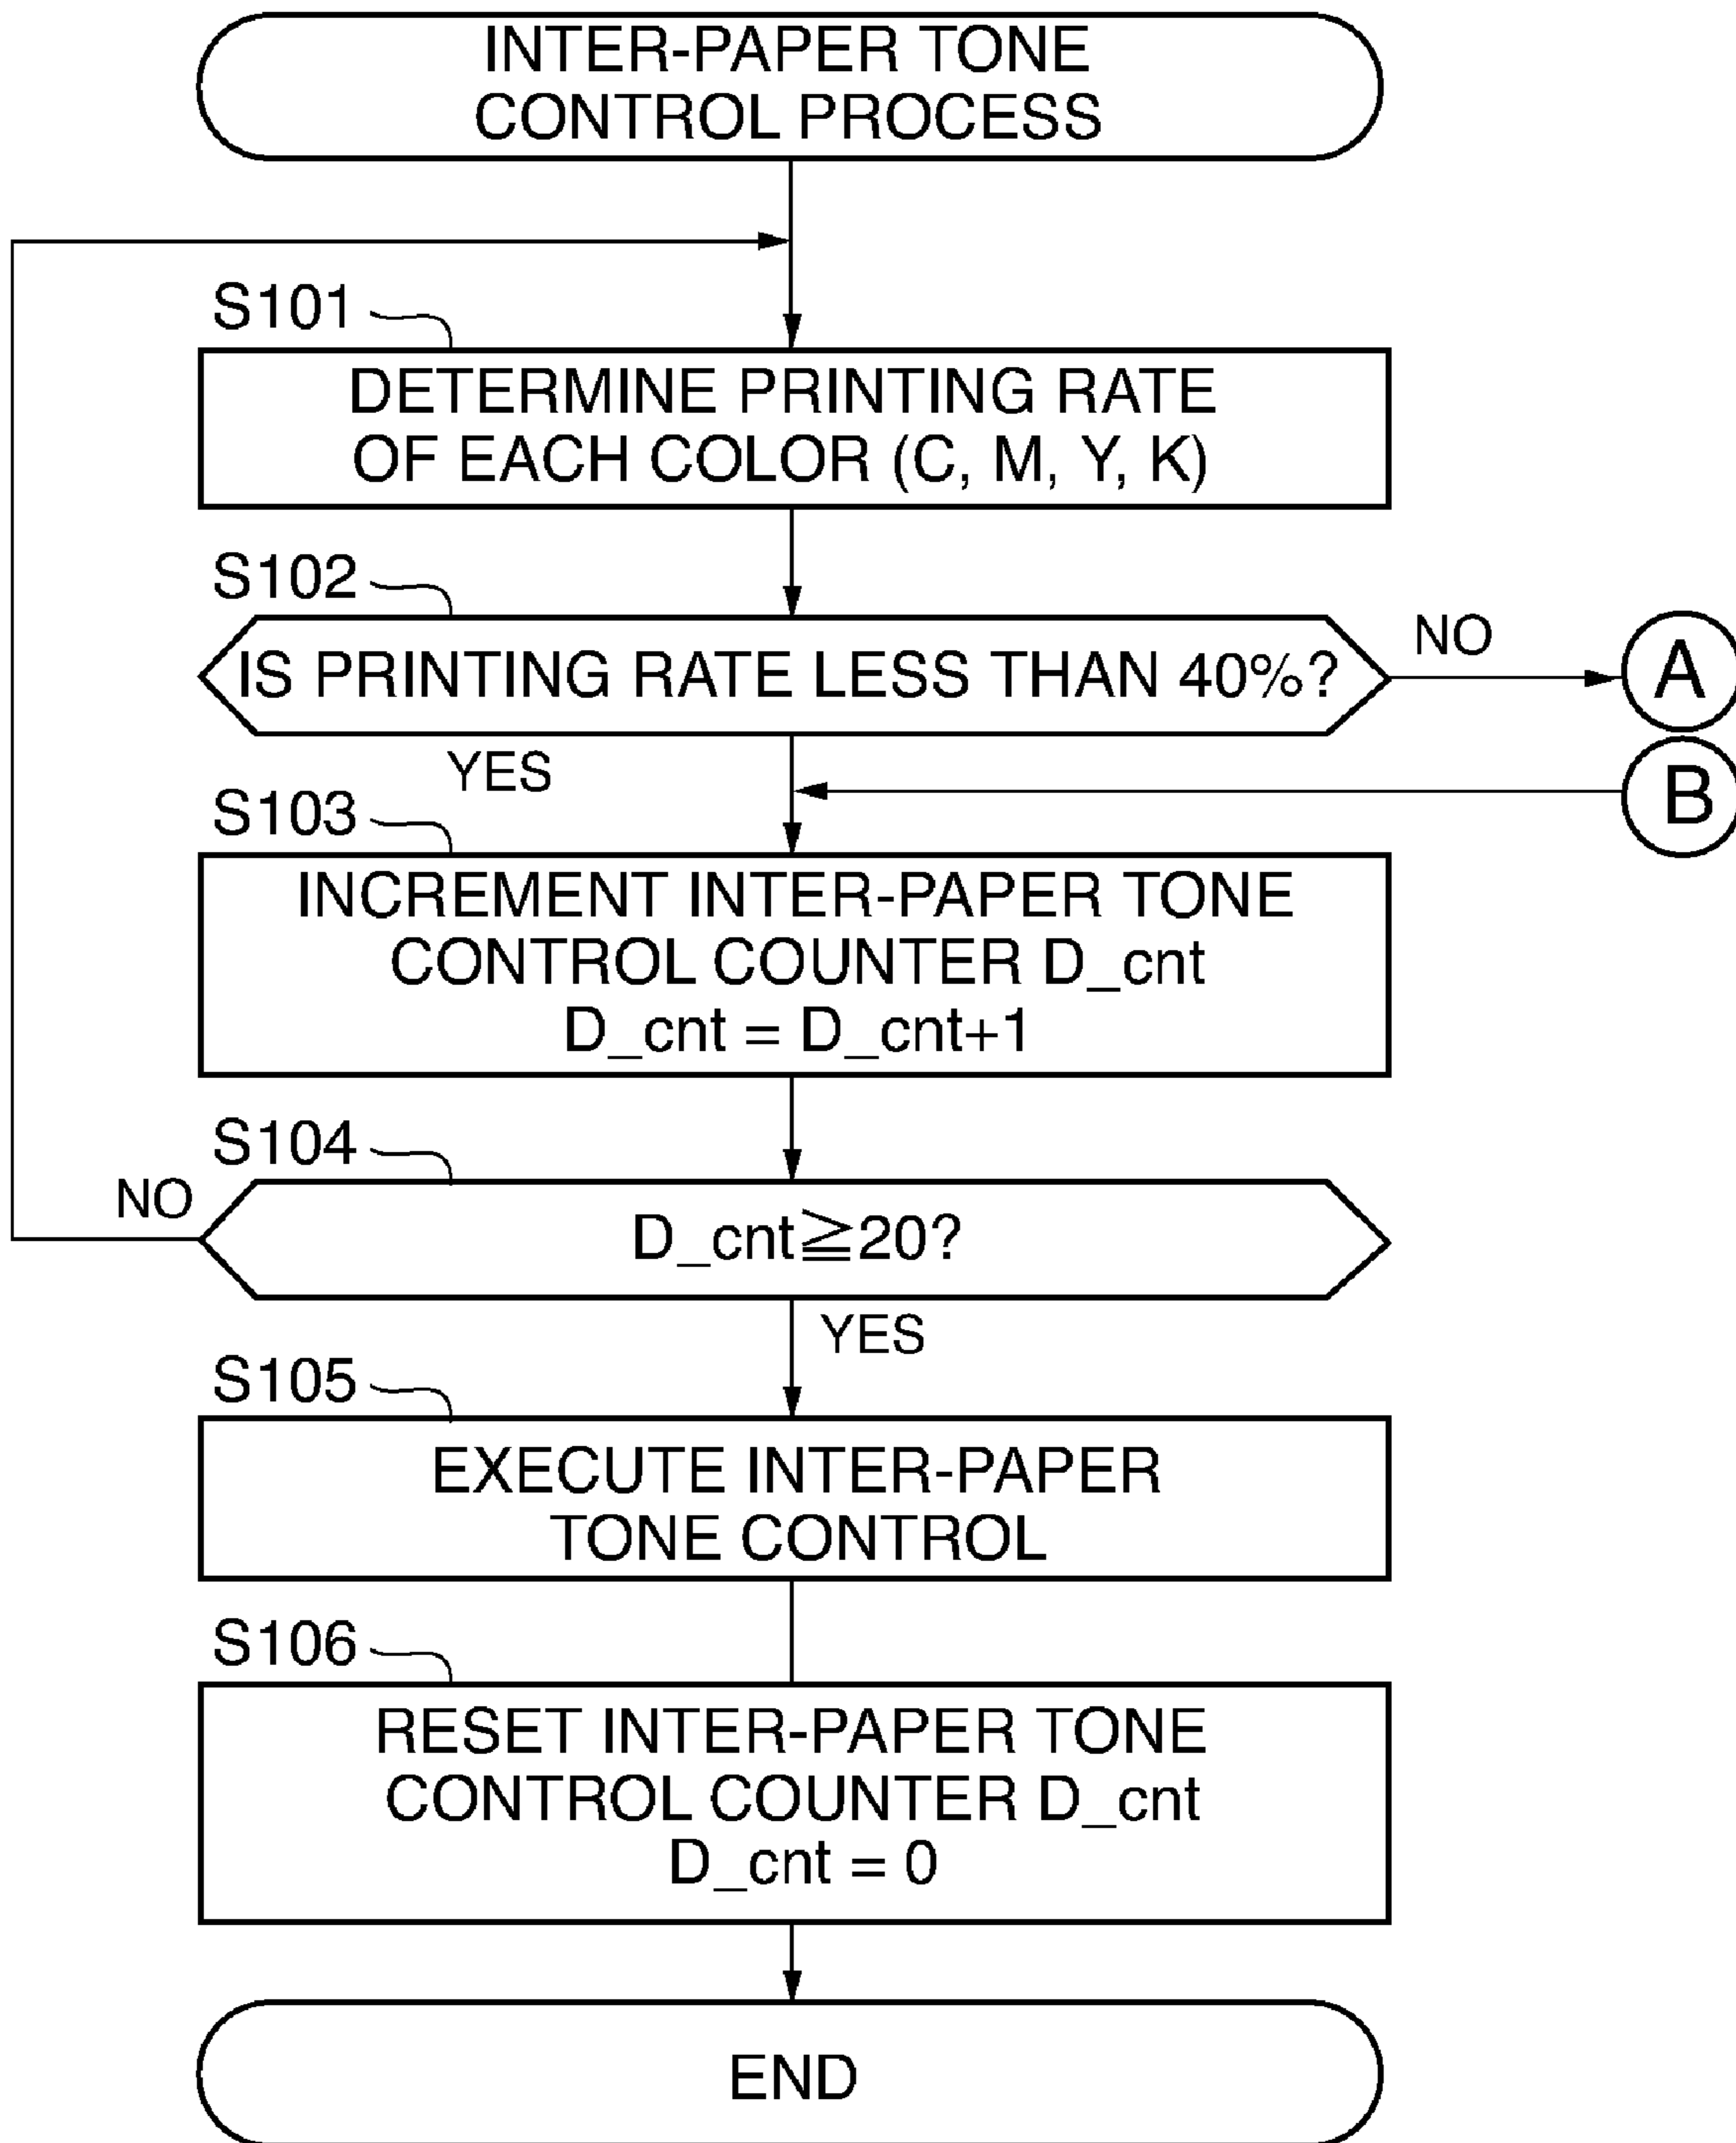 INTER-PAPER TONE
CONTROL PROCESS
S101
DETERMINE PRINTING RATE
OF EACH COLOR (C, M, Y, K)
S102
IS PRINTING RATE LESS THAN 40%?
NO
A
YES
B
S103
INCREMENT INTER-PAPER TONE
CONTROL COUNTER D_cnt
D_cnt = D_cnt+1
S104
NO
D_cnt≧20?
YES
S105
EXECUTE INTER-PAPER
TONE CONTROL
S106
RESET INTER-PAPER TONE
CONTROL COUNTER D_cnt
D_cnt = 0
END